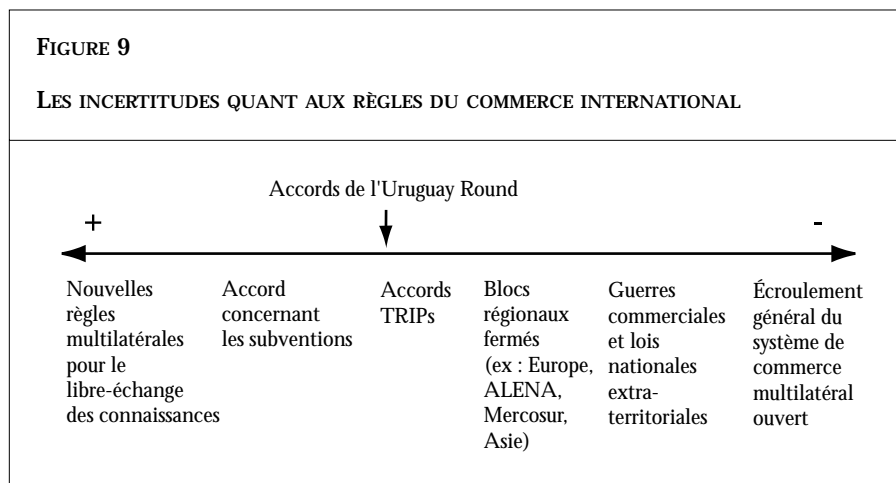 FIGURE 9
LES INCERTITUDES QUANT AUX RÈGLES DU COMMERCE INTERNATIONAL
Accords de l'Uruguay Round
+ -
Nouvelles
règles
multilatérales
pour le
libre-échange
des connaissances
Accord
concernant
les subventions
Accords
TRIPs
Blocs
régionaux
fermés
(ex : Europe,
ALENA,
Mercosur,
Asie)
Guerres
commerciales
et lois
nationales
extra-
territoriales
Écroulement
général du
système de
commerce
multilatéral
ouvert